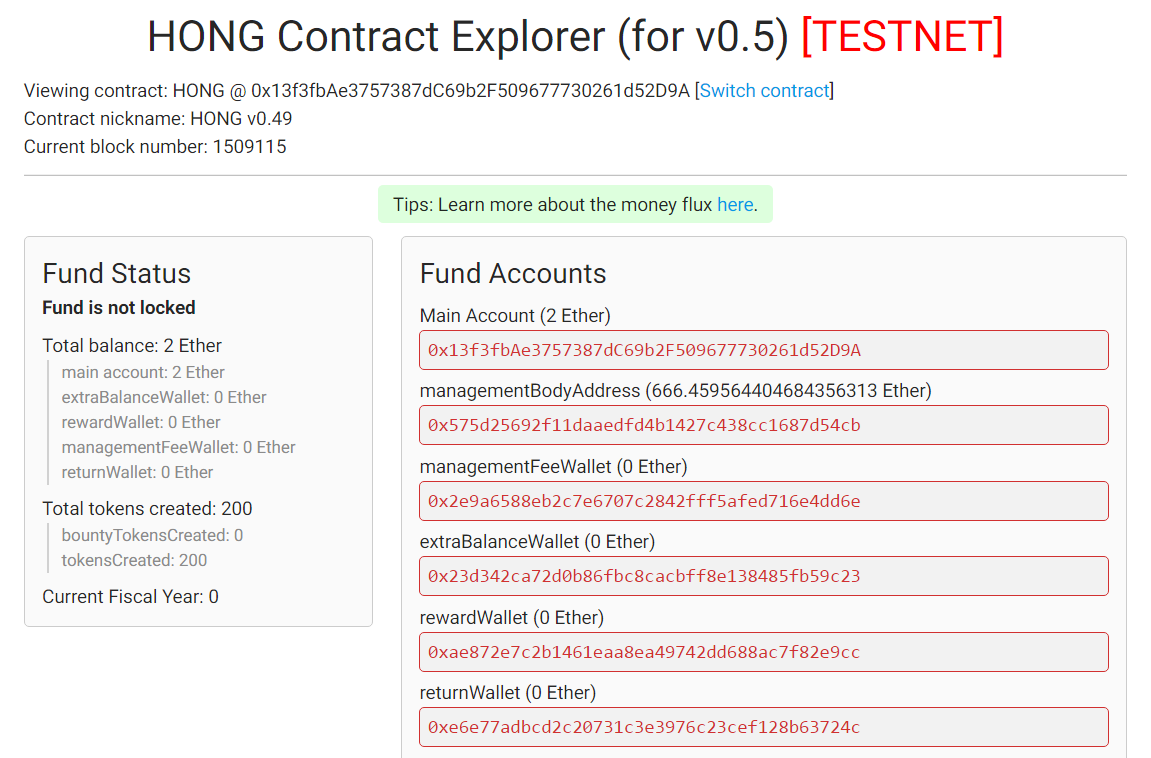 HONG Contract Explorer (for v0.5) [TESTNET]
Viewing contract: HONG @ 0x13f3fbAe3757387dC69b2F509677730261d52D9A [Switch contract]
Contract nickname: HONG v0.49
Current block number: 1509115
Tips: Learn more about the money flux here.
Fund Status
Fund is not locked
Total balance: 2 Ether
main account: 2 Ether
extraBalanceWallet: 0 Ether
rewardWallet: 0 Ether
managementFeeWallet: 0 Ether
returnWallet: 0 Ether
Total tokens created: 200
bountyTokensCreated: 0
tokensCreated: 200
Current Fiscal Year: 0
Fund Accounts
Main Account (2 Ether)
0x13f3fbAe3757387dC69b2F509677730261d52D9A
managementBodyAddress (666.459564404684356313 Ether)
0x575d25692f11daaedfd4b1427c438cc1687d54cb
managementFeeWallet (0 Ether)
0x2e9a6588eb2c7e6707c2842fff5afed716e4dd6e
extraBalanceWallet (0 Ether)
0x23d342ca72d0b86fbc8cacbff8e138485fb59c23
rewardWallet (0 Ether)
0xae872e7c2b1461eaa8ea49742dd688ac7f82e9cc
returnWallet (0 Ether)
0xe6e77adbcd2c20731c3e3976c23cef128b63724c